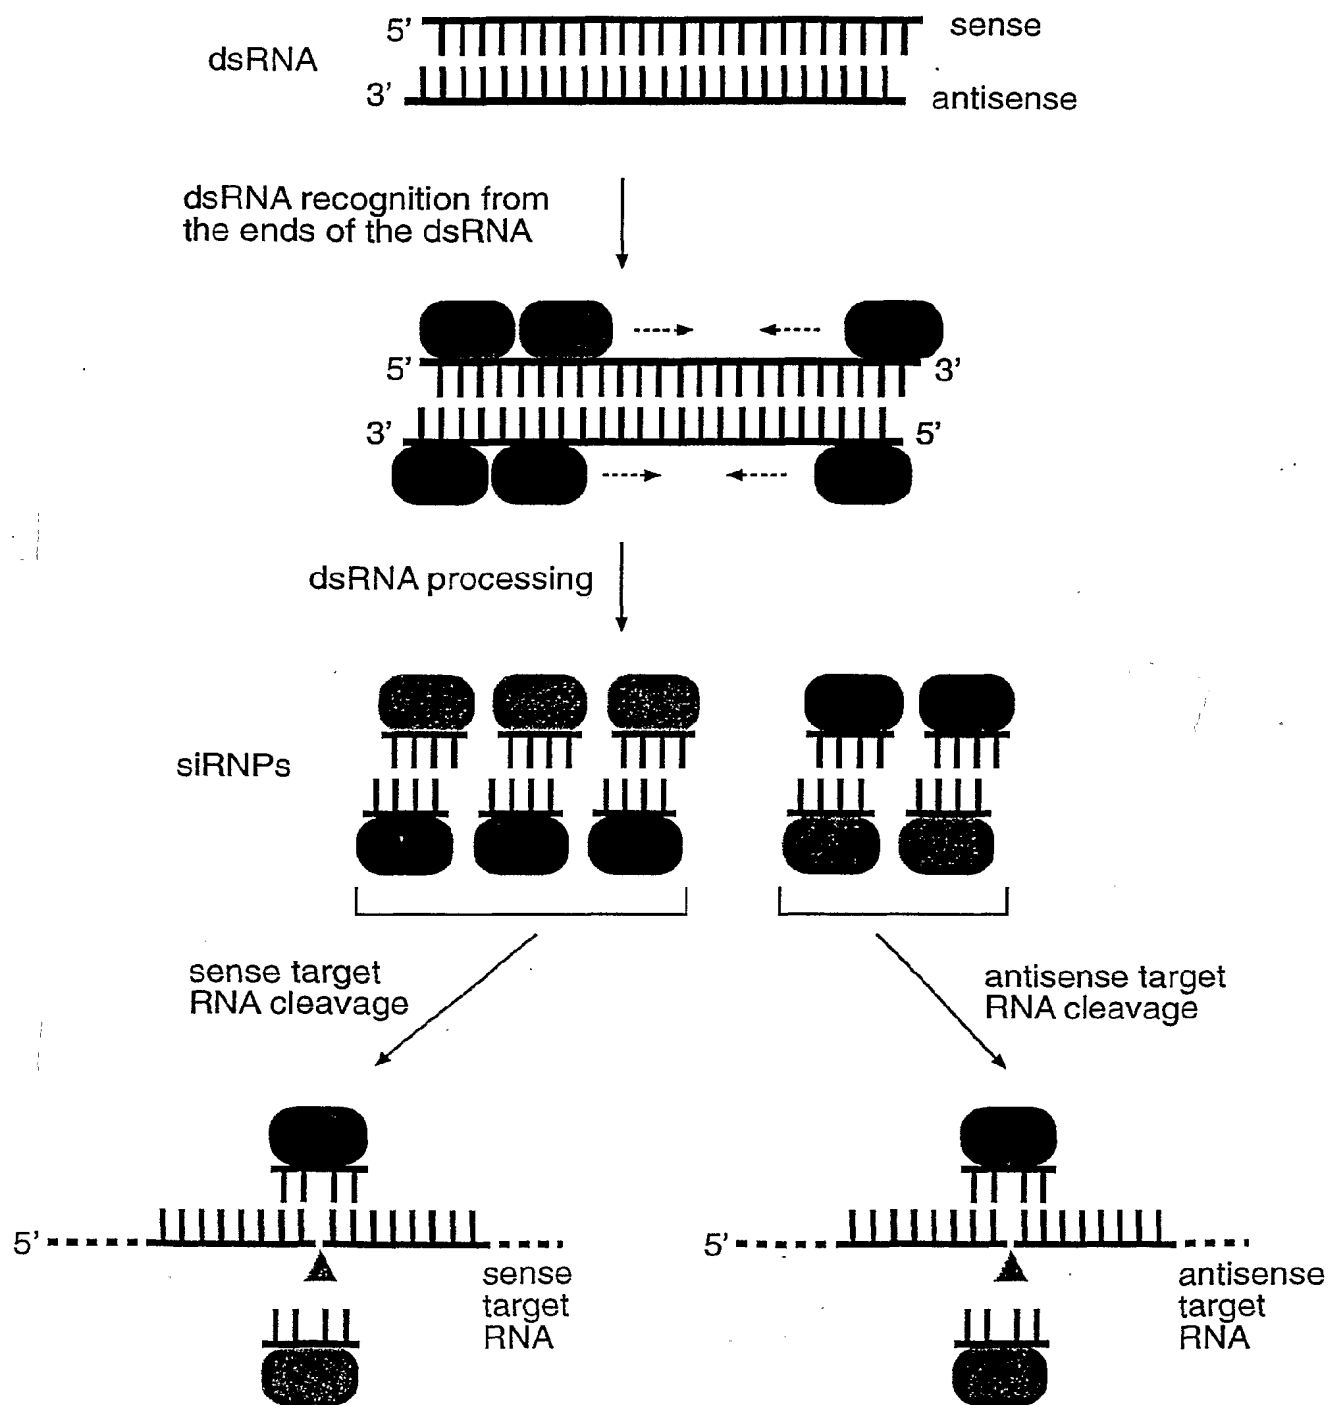 5' sense
dsRNA
3' antisense
dsRNA recognition from
the ends of the dsRNA
5' 3'
3' 5'
dsRNA processing
siRNPs
sense target
RNA cleavage
antisense target
RNA cleavage
5'
sense
target
RNA
5'
antisense
target
RNA